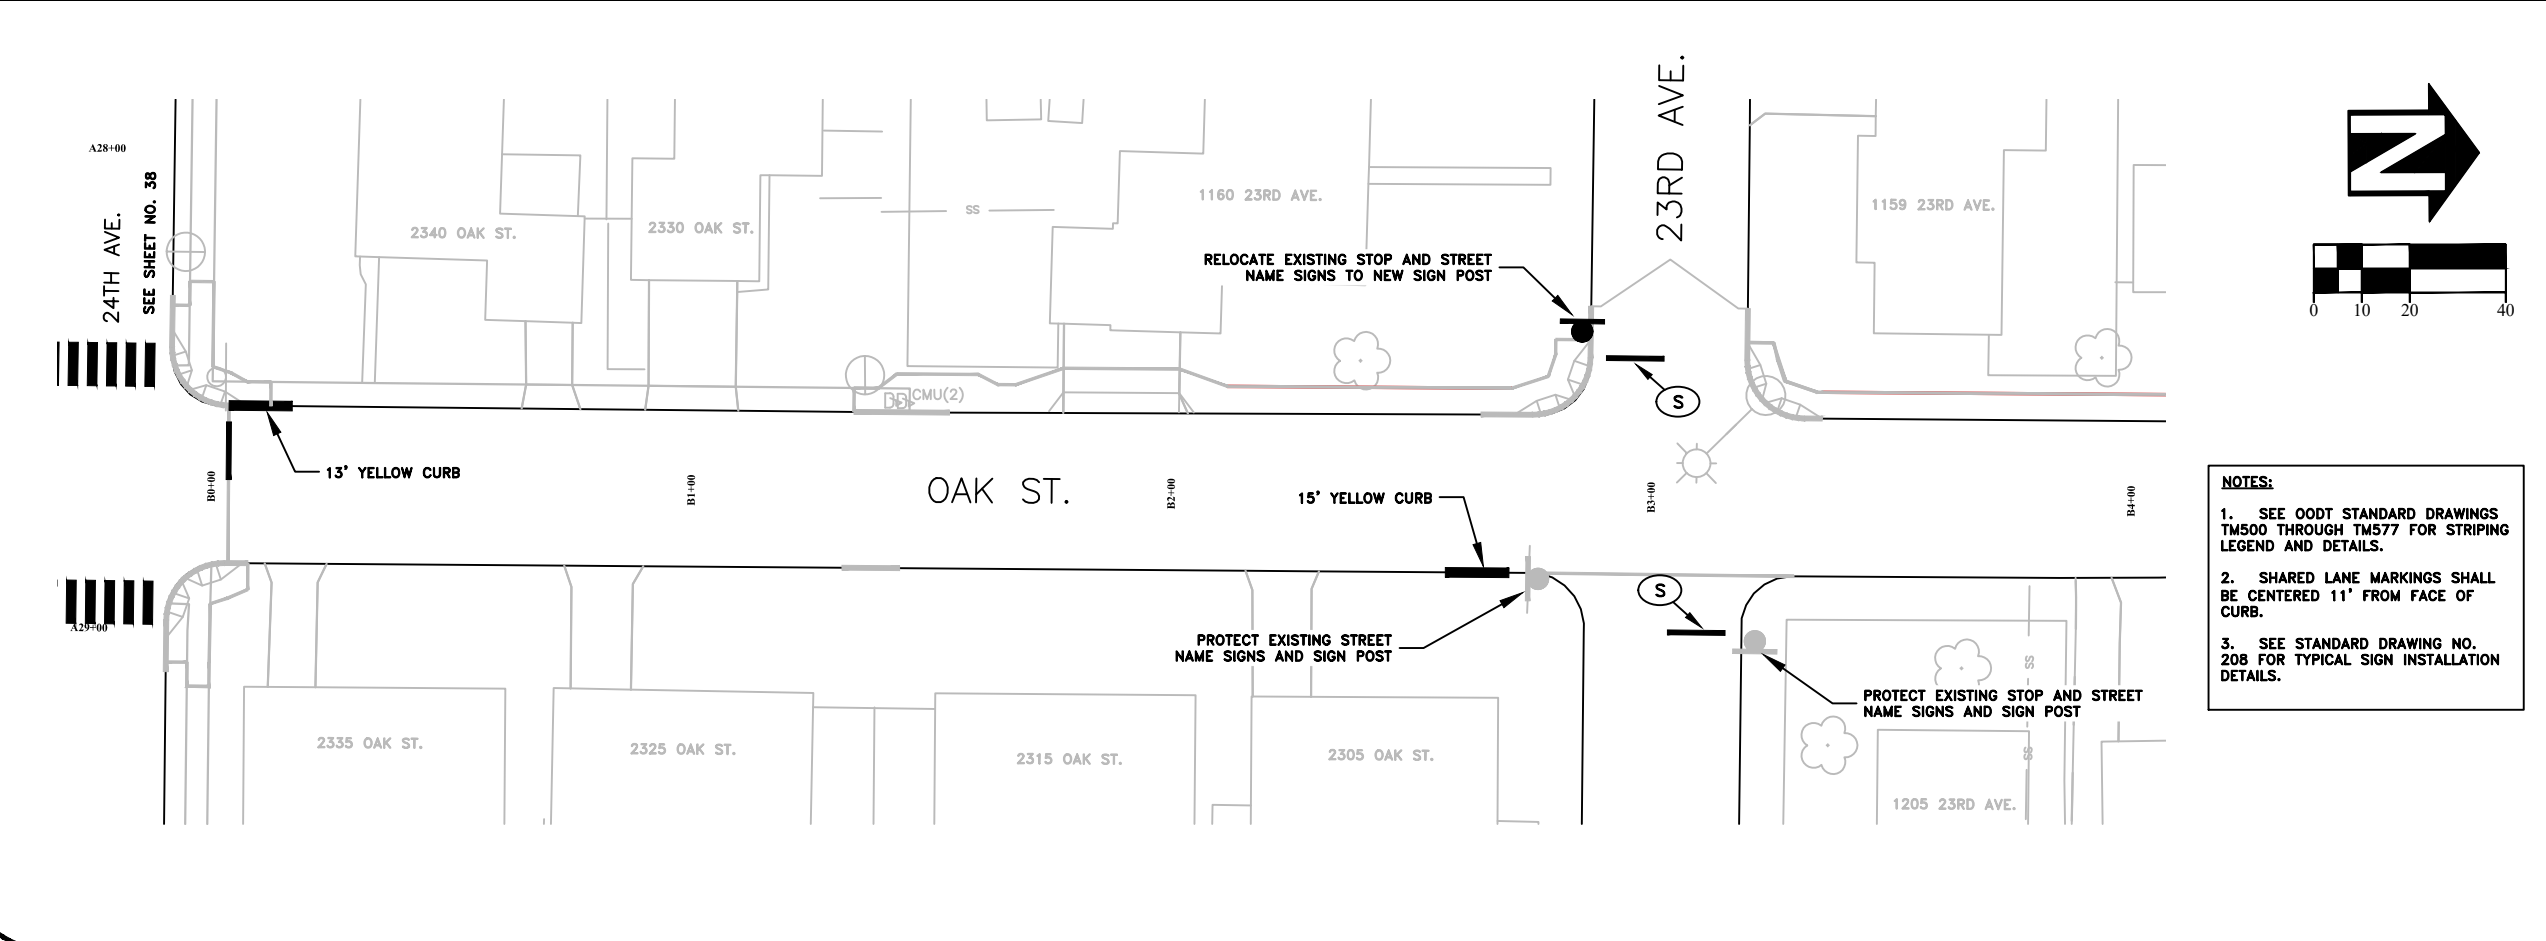 23RD AVE.
A28+00
24TH AVE.
SEE SHEET NO. 38
2340 OAK ST.
2330 OAK ST.
SS
1160 23RD AVE.
1159 23RD AVE.
N
RELOCATE EXISTING STOP AND STREET
NAME SIGNS TO NEW SIGN POST
0 10 20 40
S
CMU(2)
13' YELLOW CURB
B0+00
B1+00
OAK ST.
B2+00
15' YELLOW CURB
B3+00
B4+00
NOTES:
1. SEE OODT STANDARD DRAWINGS
TM500 THROUGH TM577 FOR STRIPING
LEGEND AND DETAILS.
2. SHARED LANE MARKINGS SHALL
BE CENTERED 11' FROM FACE OF
CURB.
3. SEE STANDARD DRAWING NO.
208 FOR TYPICAL SIGN INSTALLATION
DETAILS.
A29+00
S
PROTECT EXISTING STREET
NAME SIGNS AND SIGN POST
SS
PROTECT EXISTING STOP AND STREET
NAME SIGNS AND SIGN POST
2335 OAK ST.
2325 OAK ST.
2315 OAK ST.
2305 OAK ST.
SS
1205 23RD AVE.